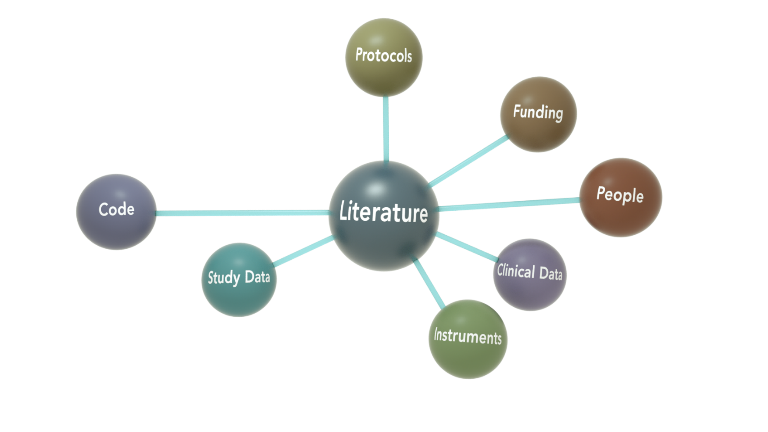 Protocols
Funding
People
Code
Literature
Clinical Data
Study Data
Instruments